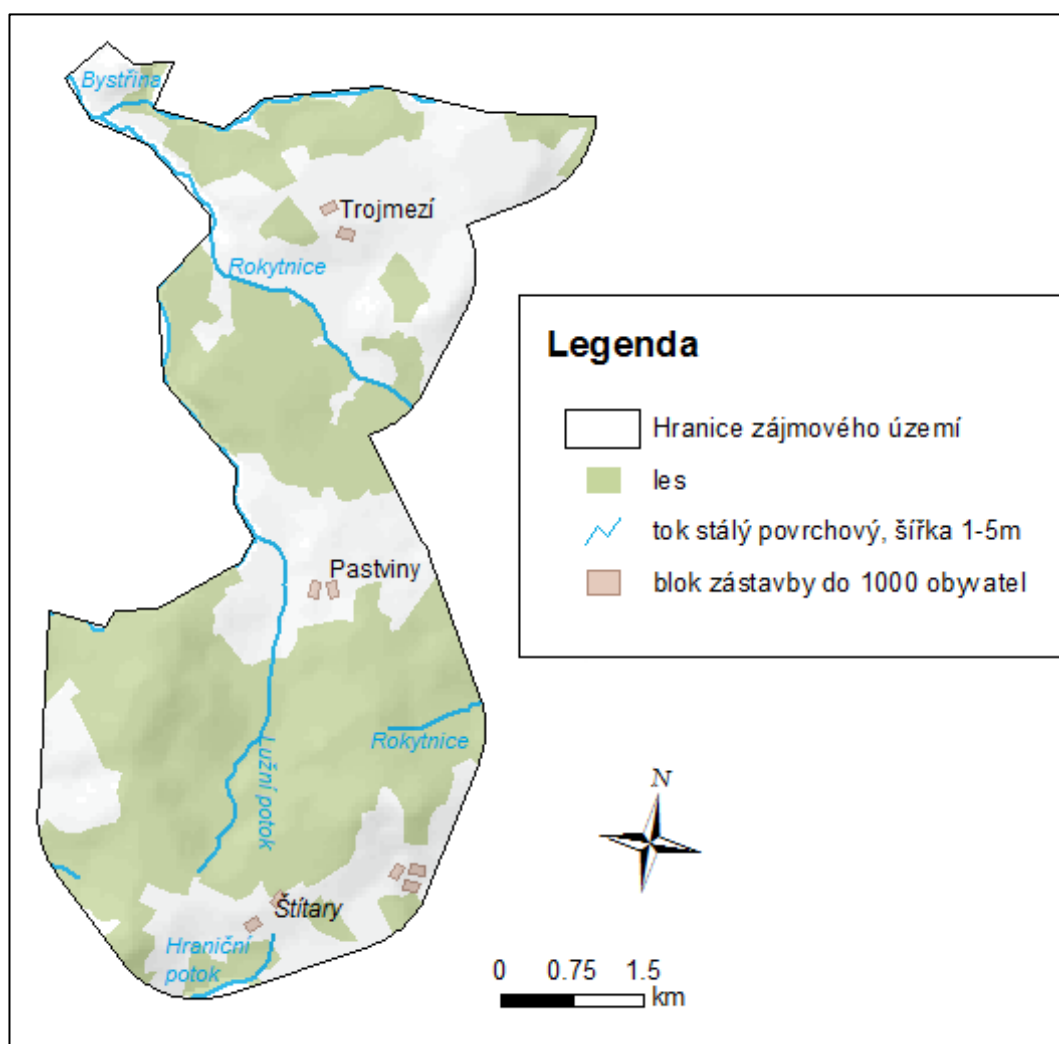 Bystřina
Trojmezí
Rokytnice
Legenda
Hranice zájmového území
les
tok stálý povrchový, šířka 1-5m
blok zástavby do 1000 obyvatel
Pastviny
Rokytnice
Lužní potok
N
Štítary
Hraniční
potok
0 0.75 1.5
km